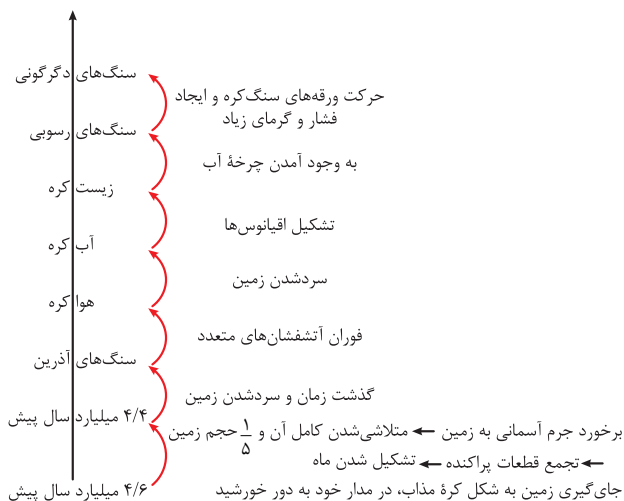 سنگ‌های دگرگونی
حرکت ورقه‌های سنگ‌کره و ایجاد
فشار و گرمای زیاد
سنگ‌های رسوبی
به وجود آمدن چرخهٔ آب
زیست کره
تشکیل اقیانوس‌ها
آب کره
سردشدن زمین
هوا کره
فوران آتشفشان‌های متعدد
سنگ‌های آذرین
گذشت زمان و سردشدن زمین
۴/۴ میلیارد سال پیش
برخورد جرم آسمانی به زمین ← متلاشی‌شدن کامل آن و ۱/۵ حجم زمین
← تجمع قطعات پراکنده ← تشکیل شدن ماه
۴/۶ میلیارد سال پیش
جای‌گیری زمین به شکل کرهٔ مذاب، در مدار خود به دور خورشید